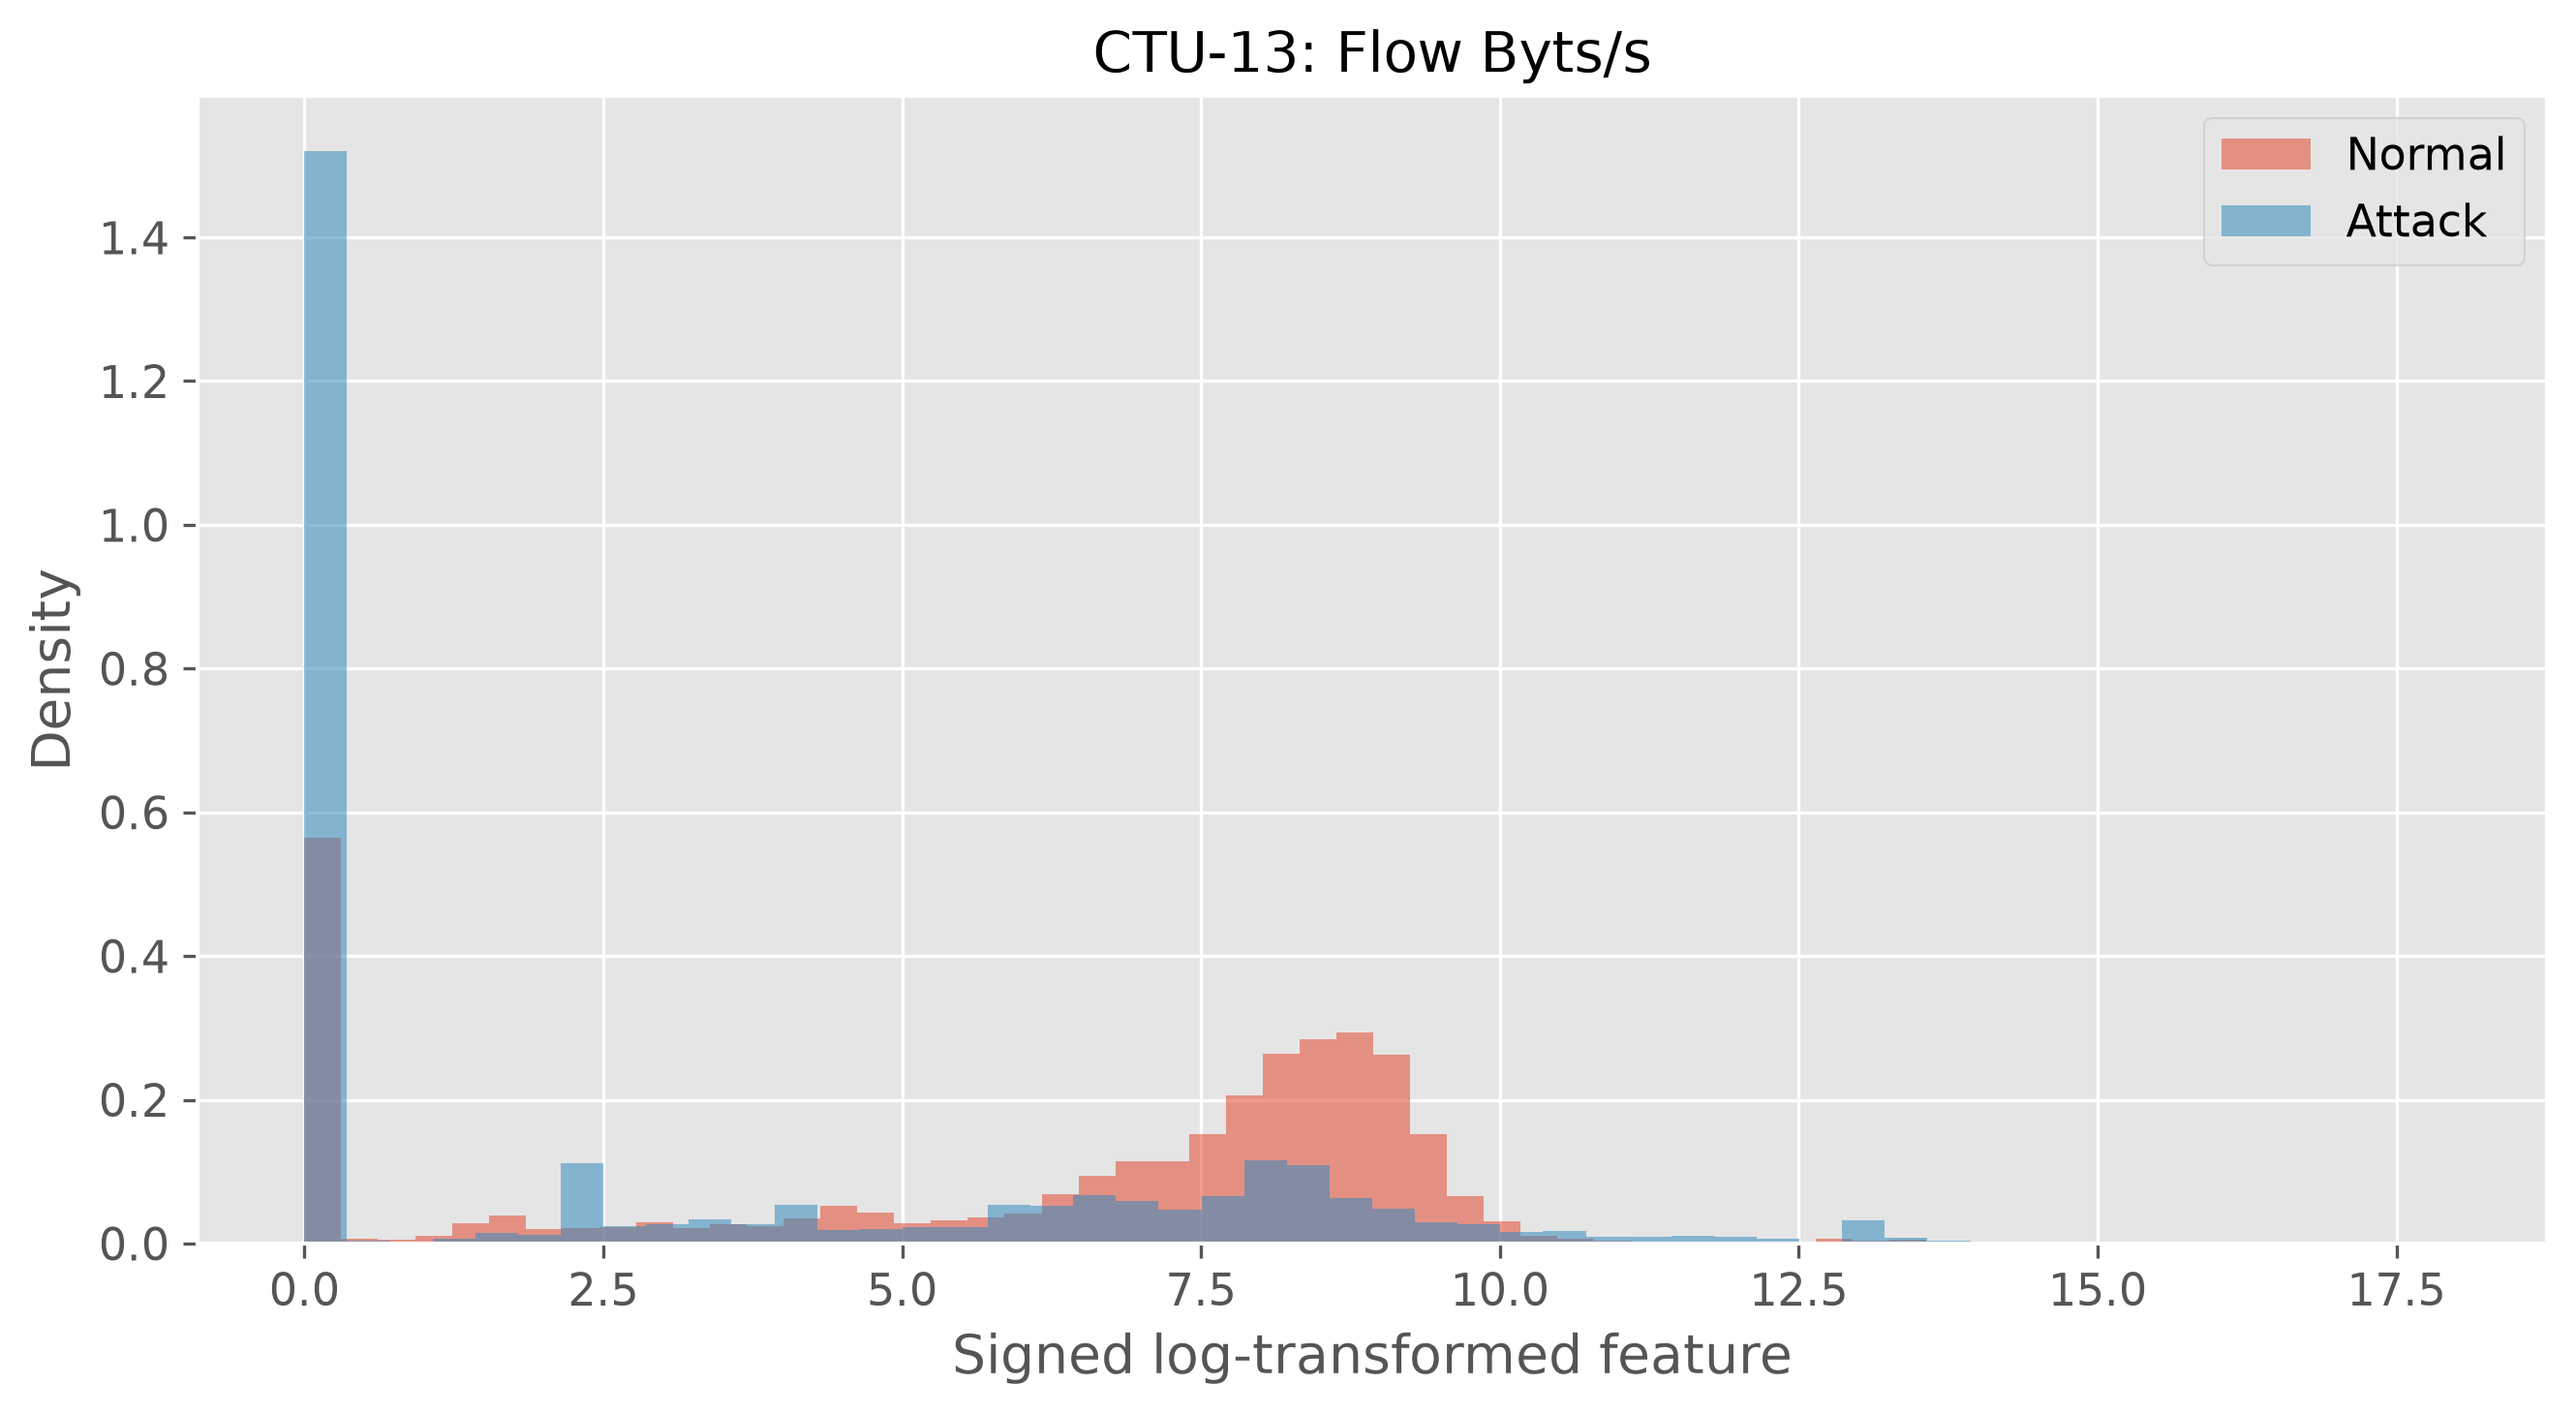 CTU-13: Flow Byts/s
Normal
Attack
Density
1.4
1.2
1.0
0.8
0.6
0.4
0.2
0.0
0.0 2.5 5.0 7.5 10.0 12.5 15.0 17.5
Signed log-transformed feature